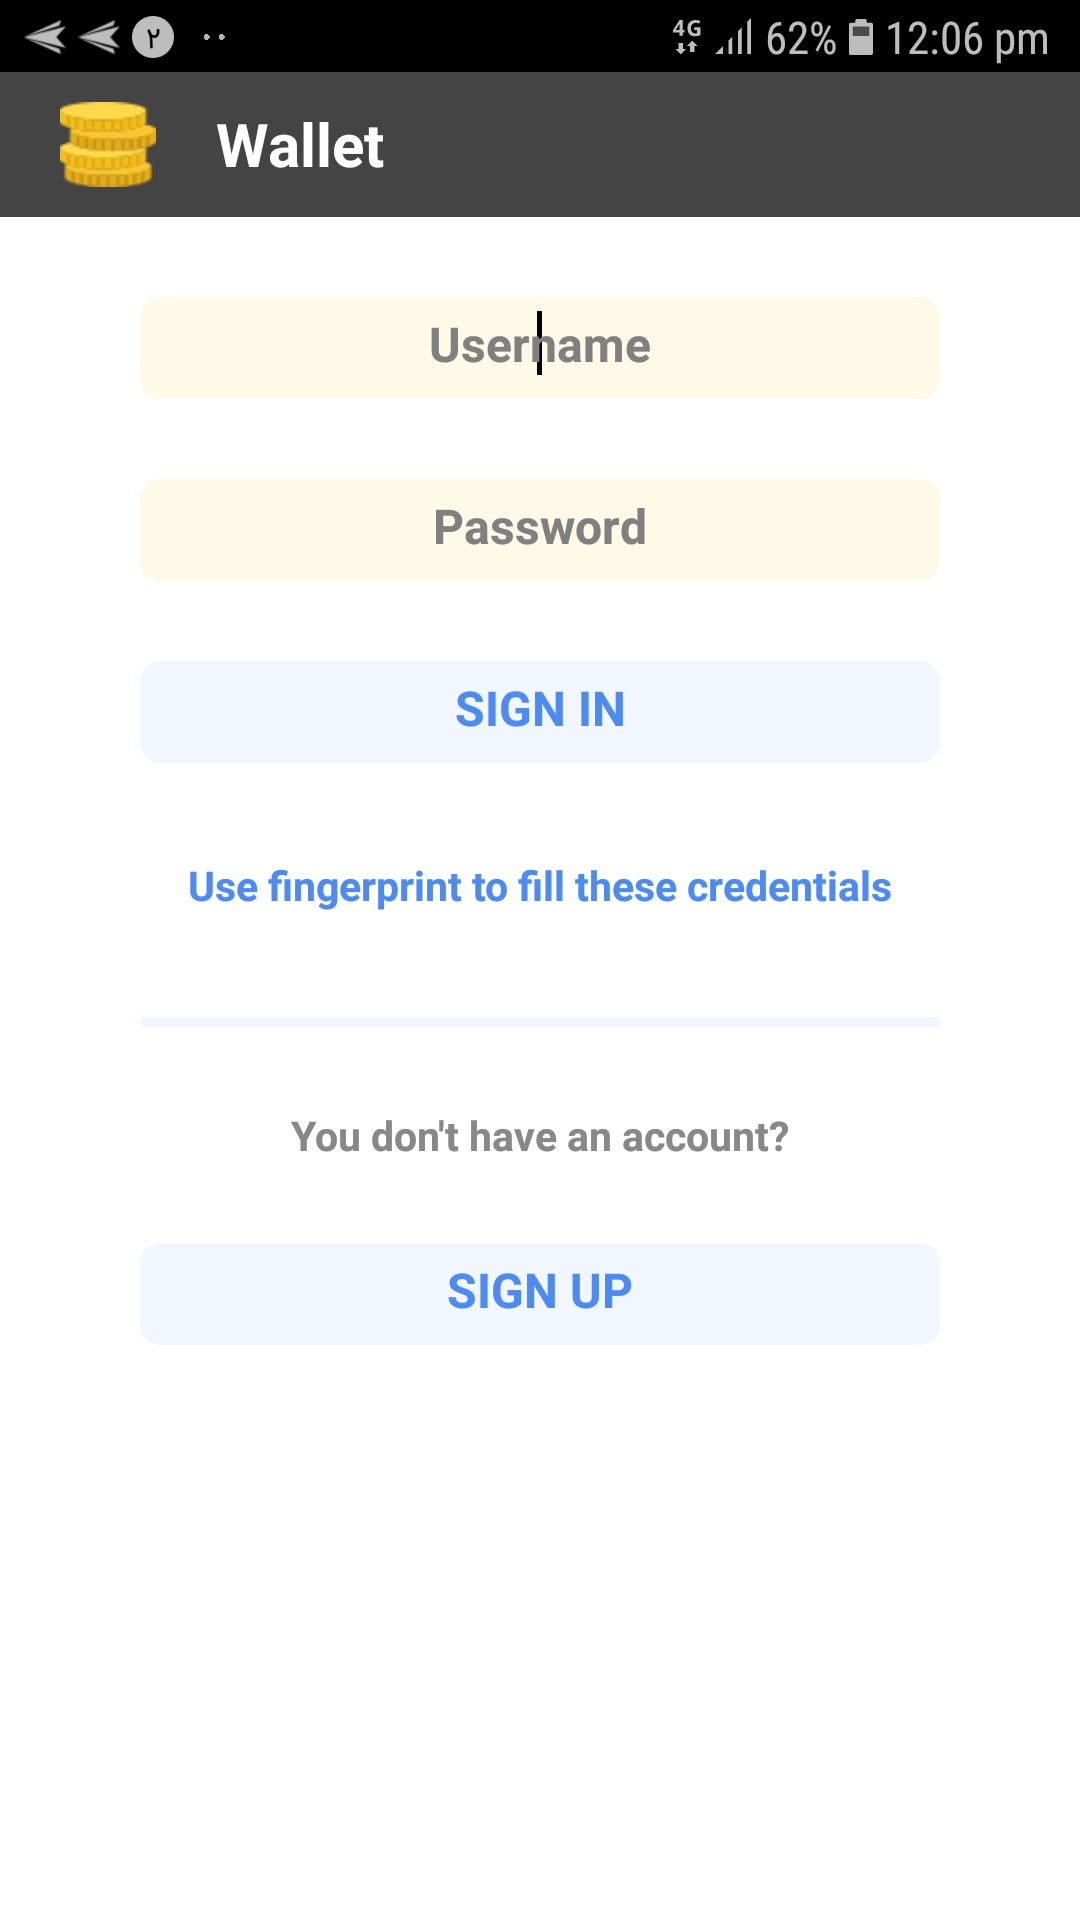 ٢ 4G 62% 12:06 pm
Wallet
Username
Password
SIGN IN
Use fingerprint to fill these credentials
You don't have an account?
SIGN UP